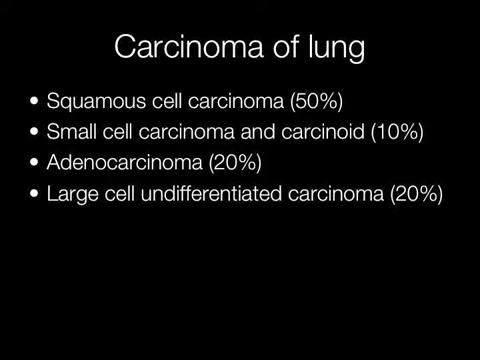 Carcinoma of lung
• Squamous cell carcinoma (50%)
• Small cell carcinoma and carcinoid (10%)
• Adenocarcinoma (20%)
• Large cell undifferentiated carcinoma (20%)